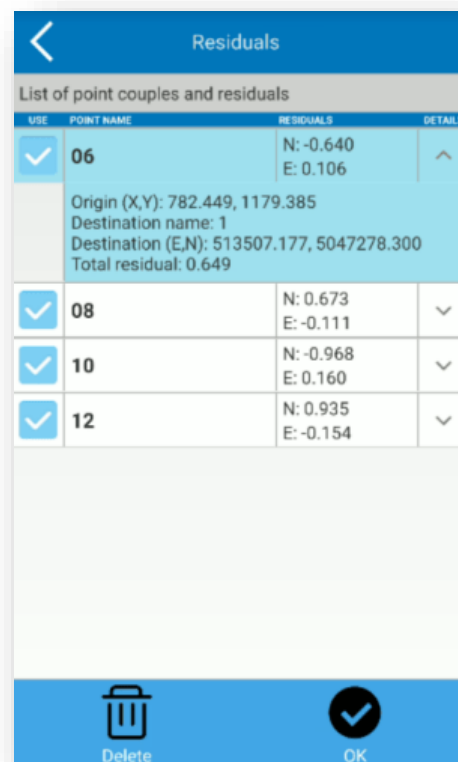 Residuals
List of point couples and residuals
USE POINT NAME RESIDUALS DETAIL
06 N: -0.640
E: 0.106
Origin (X,Y): 782.449, 1179.385
Destination name: 1
Destination (E,N): 513507.177, 5047278.300
Total residual: 0.649
08 N: 0.673
E: -0.111
10 N: -0.968
E: 0.160
12 N: 0.935
E: -0.154
Delete OK